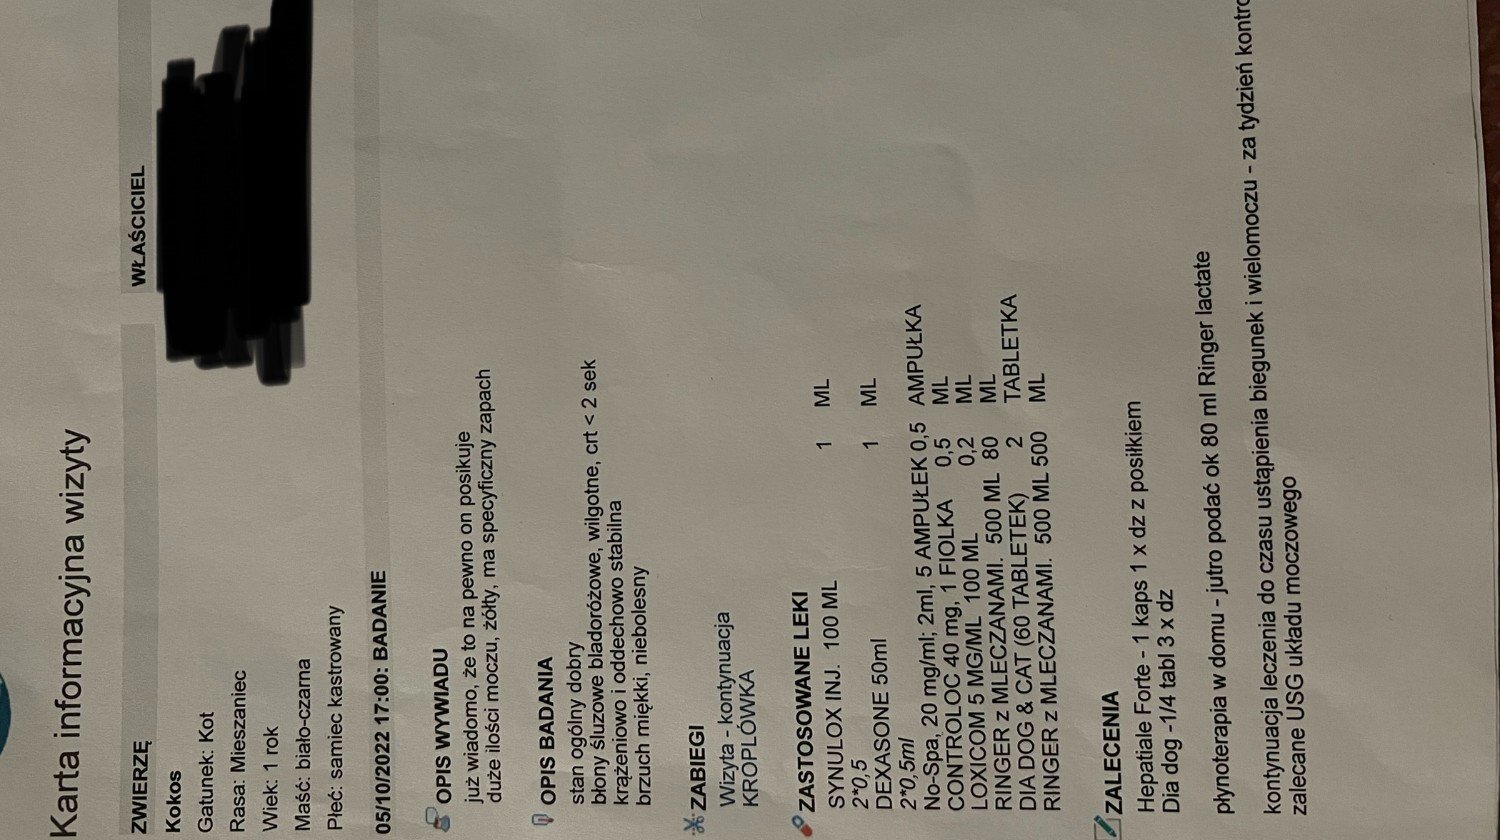 Karta informacyjna wizyty
ZWIERZĘ WŁAŚCICIEL
Kokos
Gatunek: Kot
Rasa: Mieszaniec
Wiek: 1 rok
Maść: biało-czarna
Płeć: samiec kastrowany
05/10/2022 17:00: BADANIE
OPIS WYWIADU
już wiadomo, że to na pewno on posikuje
duże ilości moczu, żółty, ma specyficzny zapach
OPIS BADANIA
stan ogólny dobry
błony śluzowe bladoróżowe, wilgotne, crt < 2 sek
krążeniowo i oddechowo stabilna
brzuch miękki, niebolesny
ZABIEGI
Wizyta - kontynuacja
KROPLÓWKA
ZASTOSOWANE LEKI
SYNULOX INJ. 100 ML 1 ML
2*0,5
DEXASONE 50ml 1 ML
2*0,5ml
No-Spa, 20 mg/ml; 2ml, 5 AMPUŁEK 0,5 AMPUŁKA
CONTROLOC 40 mg, 1 FIOLKA 0,5 ML
LOXICOM 5 MG/ML 100 ML 0,2 ML
RINGER z MLECZANAMI. 500 ML 80 ML
DIA DOG & CAT (60 TABLETEK) 2 TABLETKA
RINGER z MLECZANAMI. 500 ML 500 ML
ZALECENIA
Hepatiale Forte - 1 kaps 1 x dz z posiłkiem
Dia dog -1/4 tabl 3 x dz
płynoterapia w domu - jutro podać ok 80 ml Ringer lactate
kontynuacja leczenia do czasu ustąpienia biegunek i wielomoczu - za tydzień kontro
zalecane USG układu moczowego